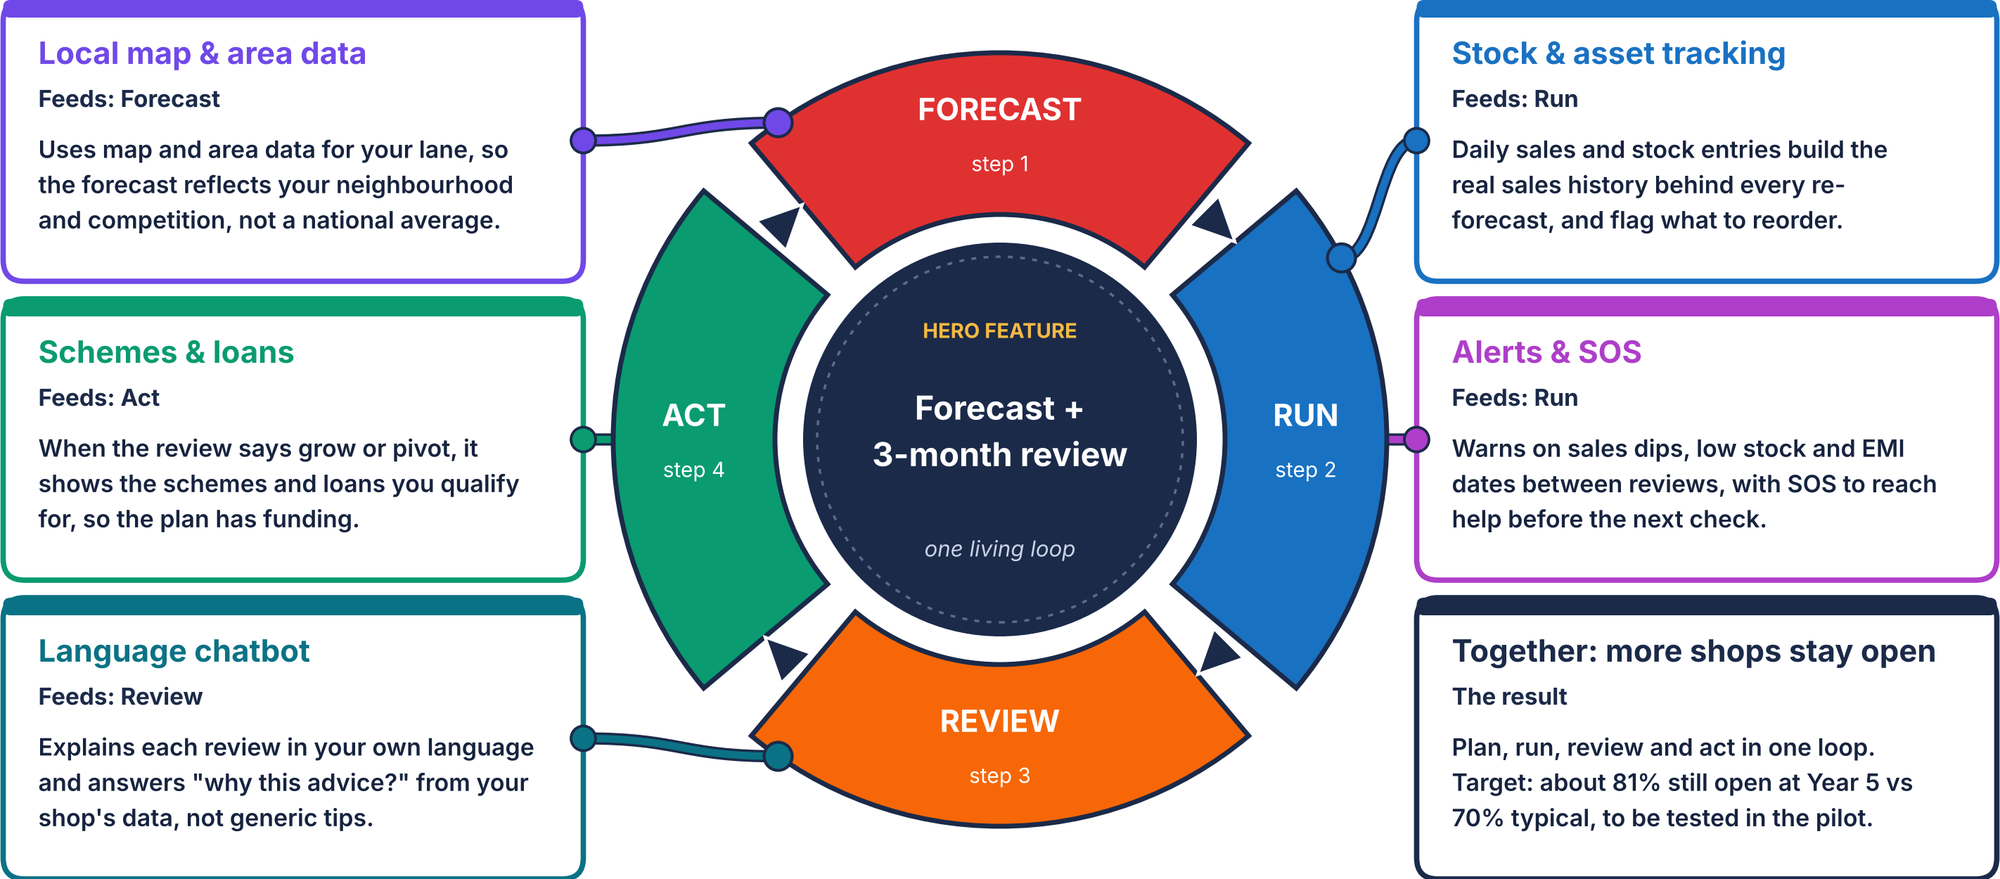 Local map & area data
Feeds: Forecast
Uses map and area data for your lane, so
the forecast reflects your neighbourhood
and competition, not a national average.
Schemes & loans
Feeds: Act
When the review says grow or pivot, it
shows the schemes and loans you qualify
for, so the plan has funding.
Language chatbot
Feeds: Review
Explains each review in your own language
and answers "why this advice?" from your
shop's data, not generic tips.
FORECAST
step 1
ACT
step 4
HERO FEATURE
Forecast +
3-month review
one living loop
RUN
step 2
REVIEW
step 3
Stock & asset tracking
Feeds: Run
Daily sales and stock entries build the
real sales history behind every re-
forecast, and flag what to reorder.
Alerts & SOS
Feeds: Run
Warns on sales dips, low stock and EMI
dates between reviews, with SOS to reach
help before the next check.
Together: more shops stay open
The result
Plan, run, review and act in one loop.
Target: about 81% still open at Year 5 vs
70% typical, to be tested in the pilot.